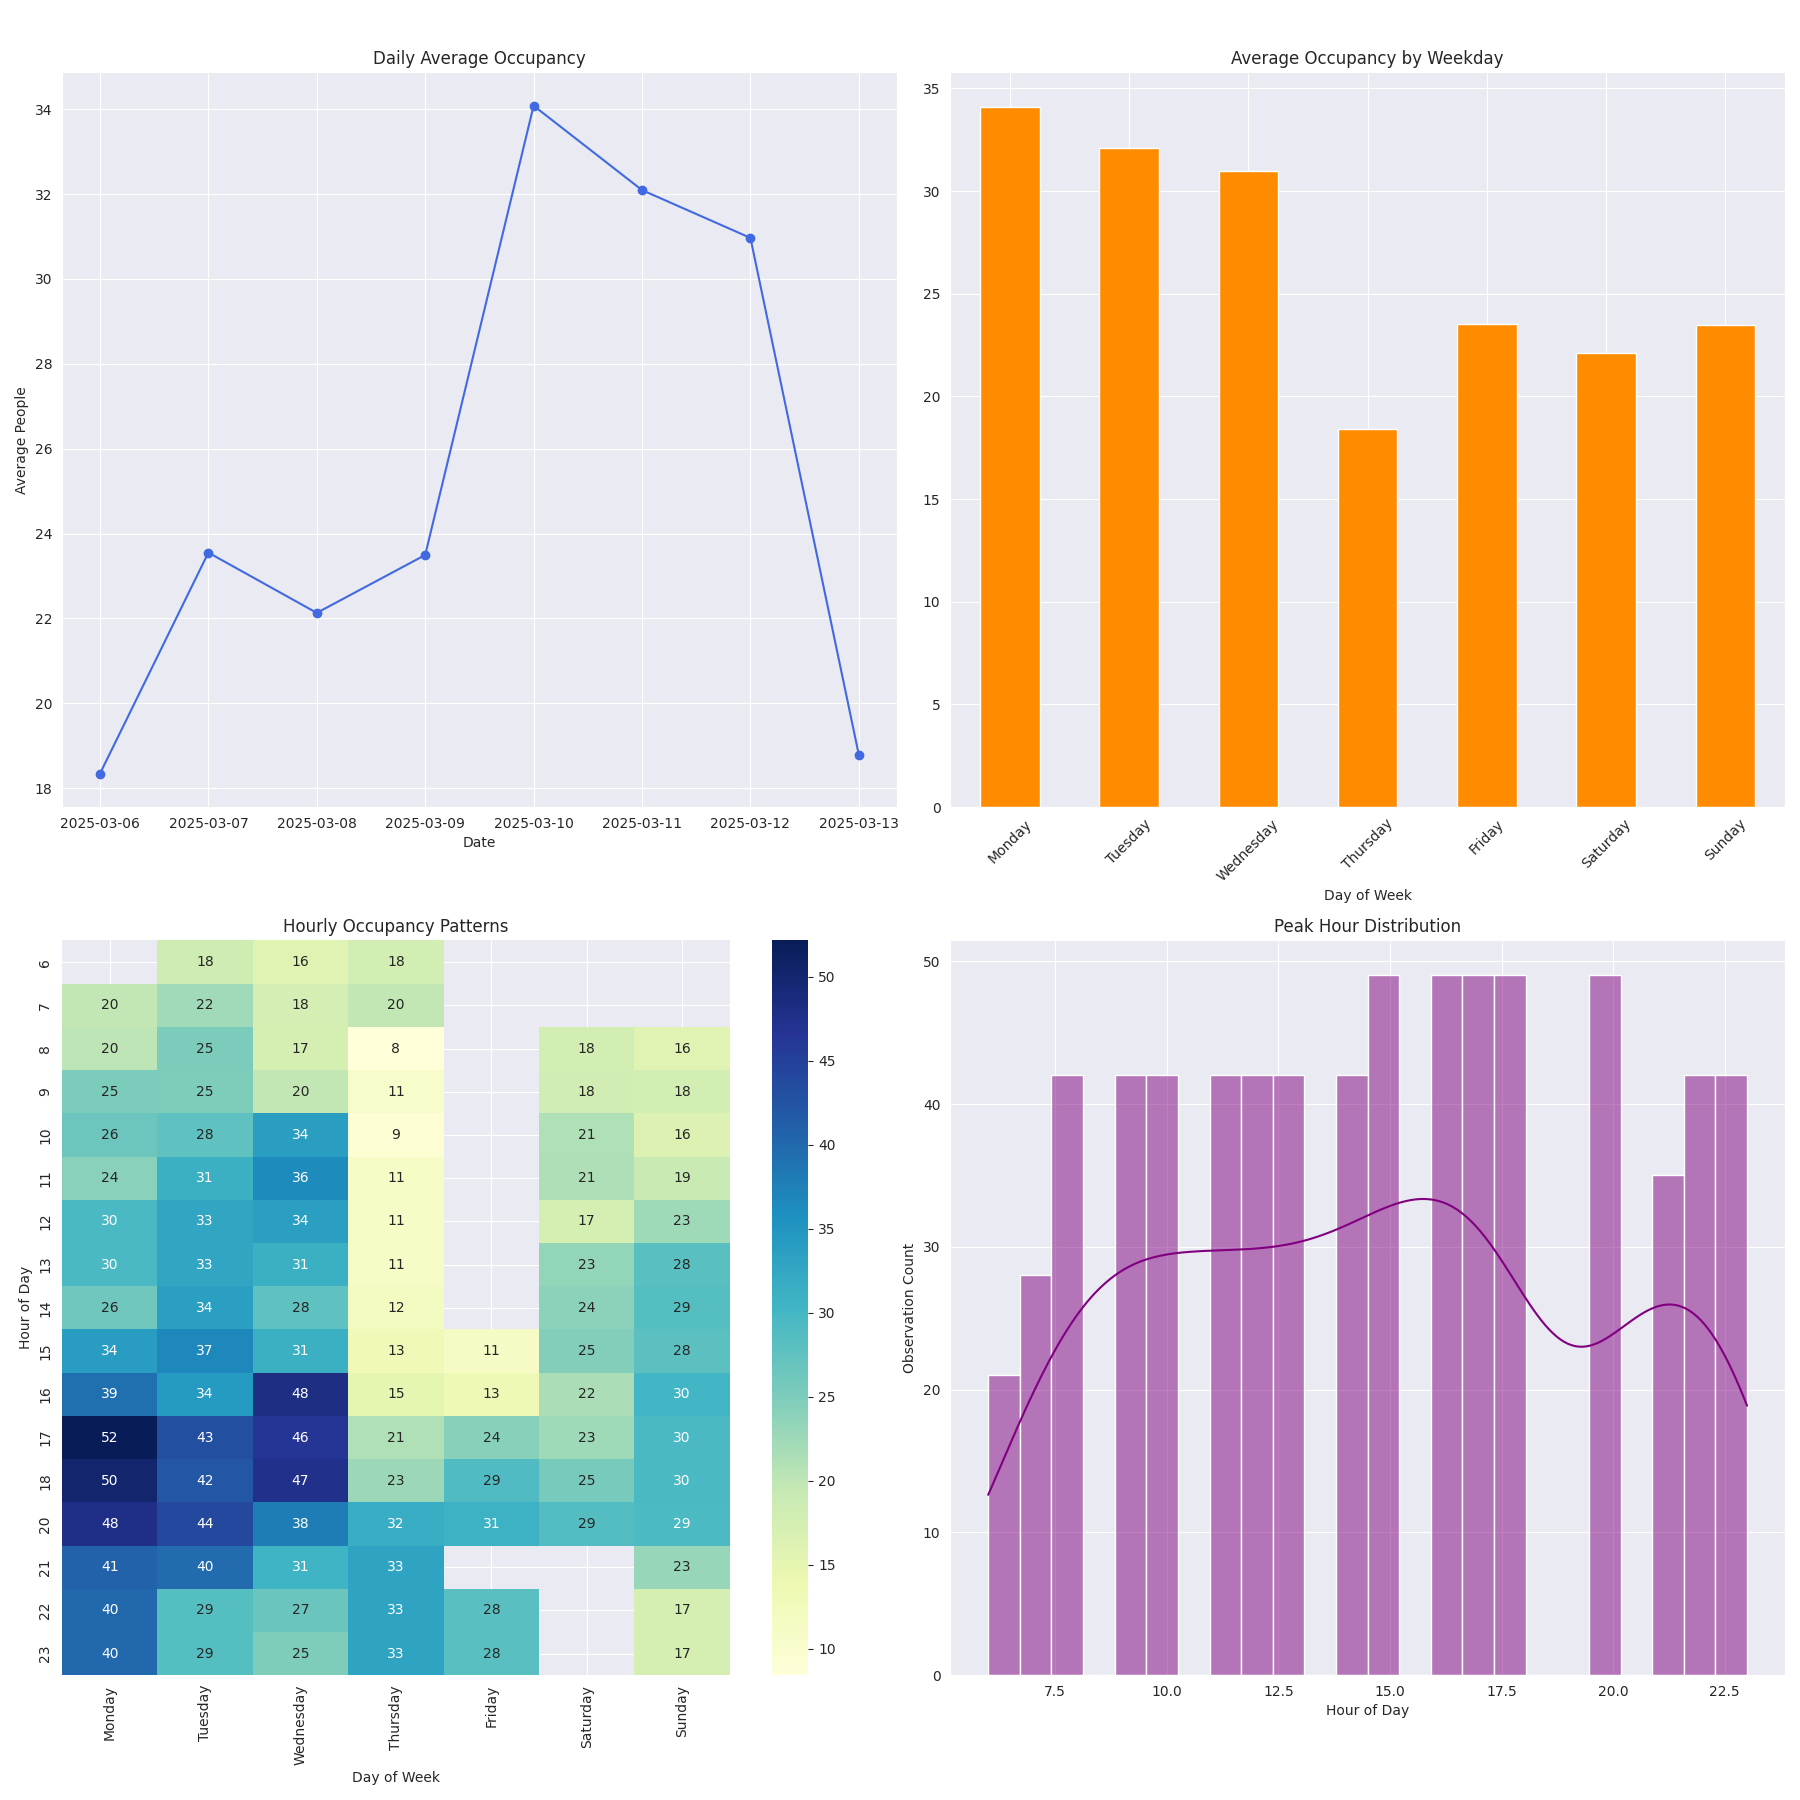 Daily Average Occupancy
34
32
30
28
26
24
22
20
18
Average People
2025-03-06 2025-03-07 2025-03-08 2025-03-09 2025-03-10 2025-03-11 2025-03-12 2025-03-13
Date
Average Occupancy by Weekday
35
30
25
20
15
10
5
0
Monday Tuesday Wednesday Thursday Friday Saturday Sunday
Day of Week
Hourly Occupancy Patterns
Hour of Day
6 18 16 18
7 20 22 18 20
8 20 25 17 8 18 16
9 25 25 20 11 18 18
10 26 28 34 9 21 16
11 24 31 36 11 21 19
12 30 33 34 11 17 23
13 30 33 31 11 23 28
14 26 34 28 12 24 29
15 34 37 31 13 11 25 28
16 39 34 48 15 13 22 30
17 52 43 46 21 24 23 30
18 50 42 47 23 29 25 30
20 48 44 38 32 31 29 29
21 41 40 31 33 23
22 40 29 27 33 28 17
23 40 29 25 33 28 17
Monday Tuesday Wednesday Thursday Friday Saturday Sunday
Day of Week
50
45
40
35
30
25
20
15
10
Peak Hour Distribution
50
40
30
20
10
0
Observation Count
7.5 10.0 12.5 15.0 17.5 20.0 22.5
Hour of Day